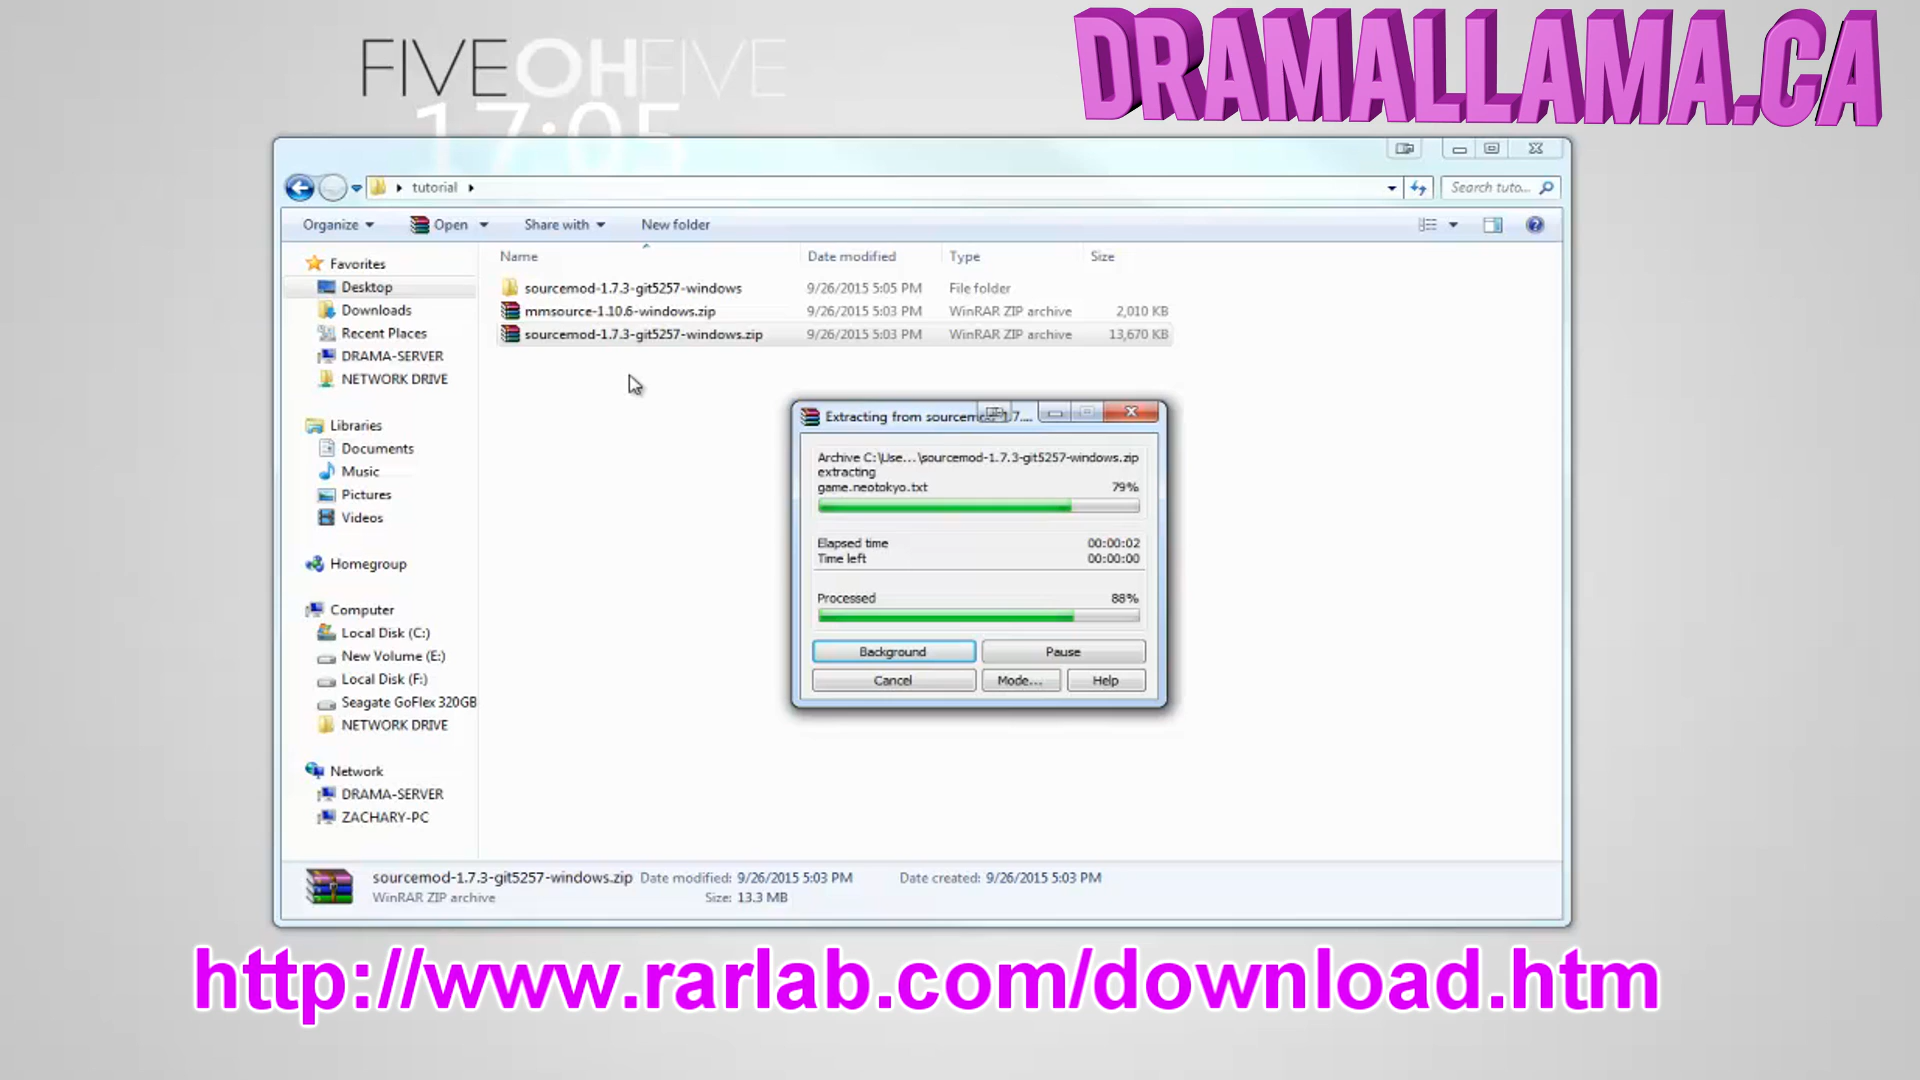 FIVEOHFIVE
17:05
DRAMALLAMA.CA
tutorial
Search tuto...
Organize
Open
Share with
New folder
Name
Date modified
Type
Size
Favorites
Desktop
Downloads
Recent Places
DRAMA-SERVER
NETWORK DRIVE
Libraries
Documents
Music
Pictures
Videos
Homegroup
Computer
Local Disk (C:)
New Volume (E:)
Local Disk (F:)
Seagate GoFlex 320GB
NETWORK DRIVE
Network
DRAMA-SERVER
ZACHARY-PC
sourcemod-1.7.3-git5257-windows 9/26/2015 5:05 PM File folder
mmsource-1.10.6-windows.zip 9/26/2015 5:03 PM WinRAR ZIP archive 2,010 KB
sourcemod-1.7.3-git5257-windows.zip 9/26/2015 5:03 PM WinRAR ZIP archive 13,670 KB
Extracting from sourcemod-1.7....
Archive C:\Use...\sourcemod-1.7.3-git5257-windows.zip
extracting
game.neotokyo.txt 79%
Elapsed time 00:00:02
Time left 00:00:00
Processed 88%
Background
Pause
Cancel
Mode...
Help
sourcemod-1.7.3-git5257-windows.zip Date modified: 9/26/2015 5:03 PM Date created: 9/26/2015 5:03 PM
WinRAR ZIP archive Size: 13.3 MB
http://www.rarlab.com/download.htm